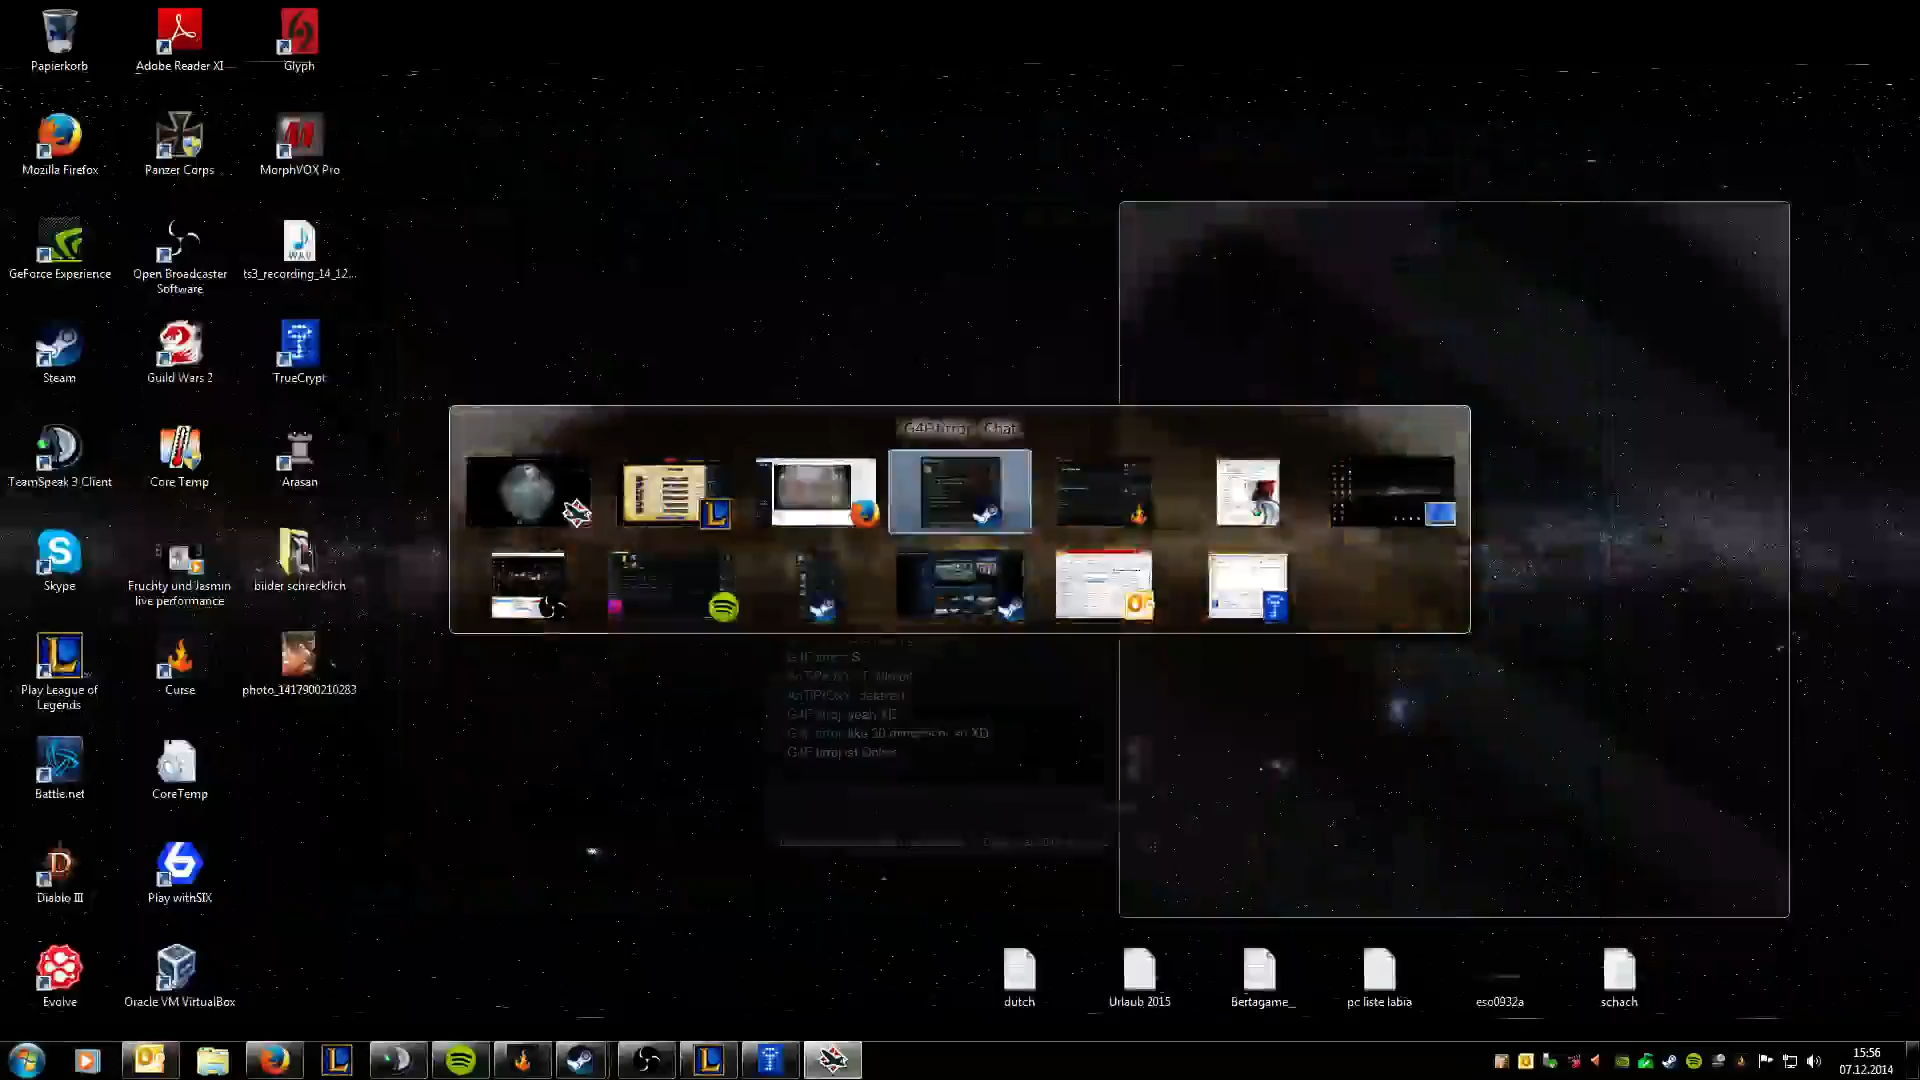 Papierkorb
Adobe Reader XI
Glyph
Mozilla Firefox
Panzer Corps
MorphVOX Pro
GeForce Experience
Open Broadcaster
Software
ts3_recording_14_12...
Steam
Guild Wars 2
TrueCrypt
TeamSpeak 3 Client
Core Temp
Arasan
Skype
Fruchty und Jasmin
live performance
bilder schrecklich
Play League of
Legends
Curse
photo_1417900210283
Battle.net
CoreTemp
Diablo III
Play withSIX
Evolve
Oracle VM VirtualBox
Chat
yeah XD
dutch
Urlaub 2015
Bertagame_
pc liste labia
eso0932a
schach
15:56
07.12.2014